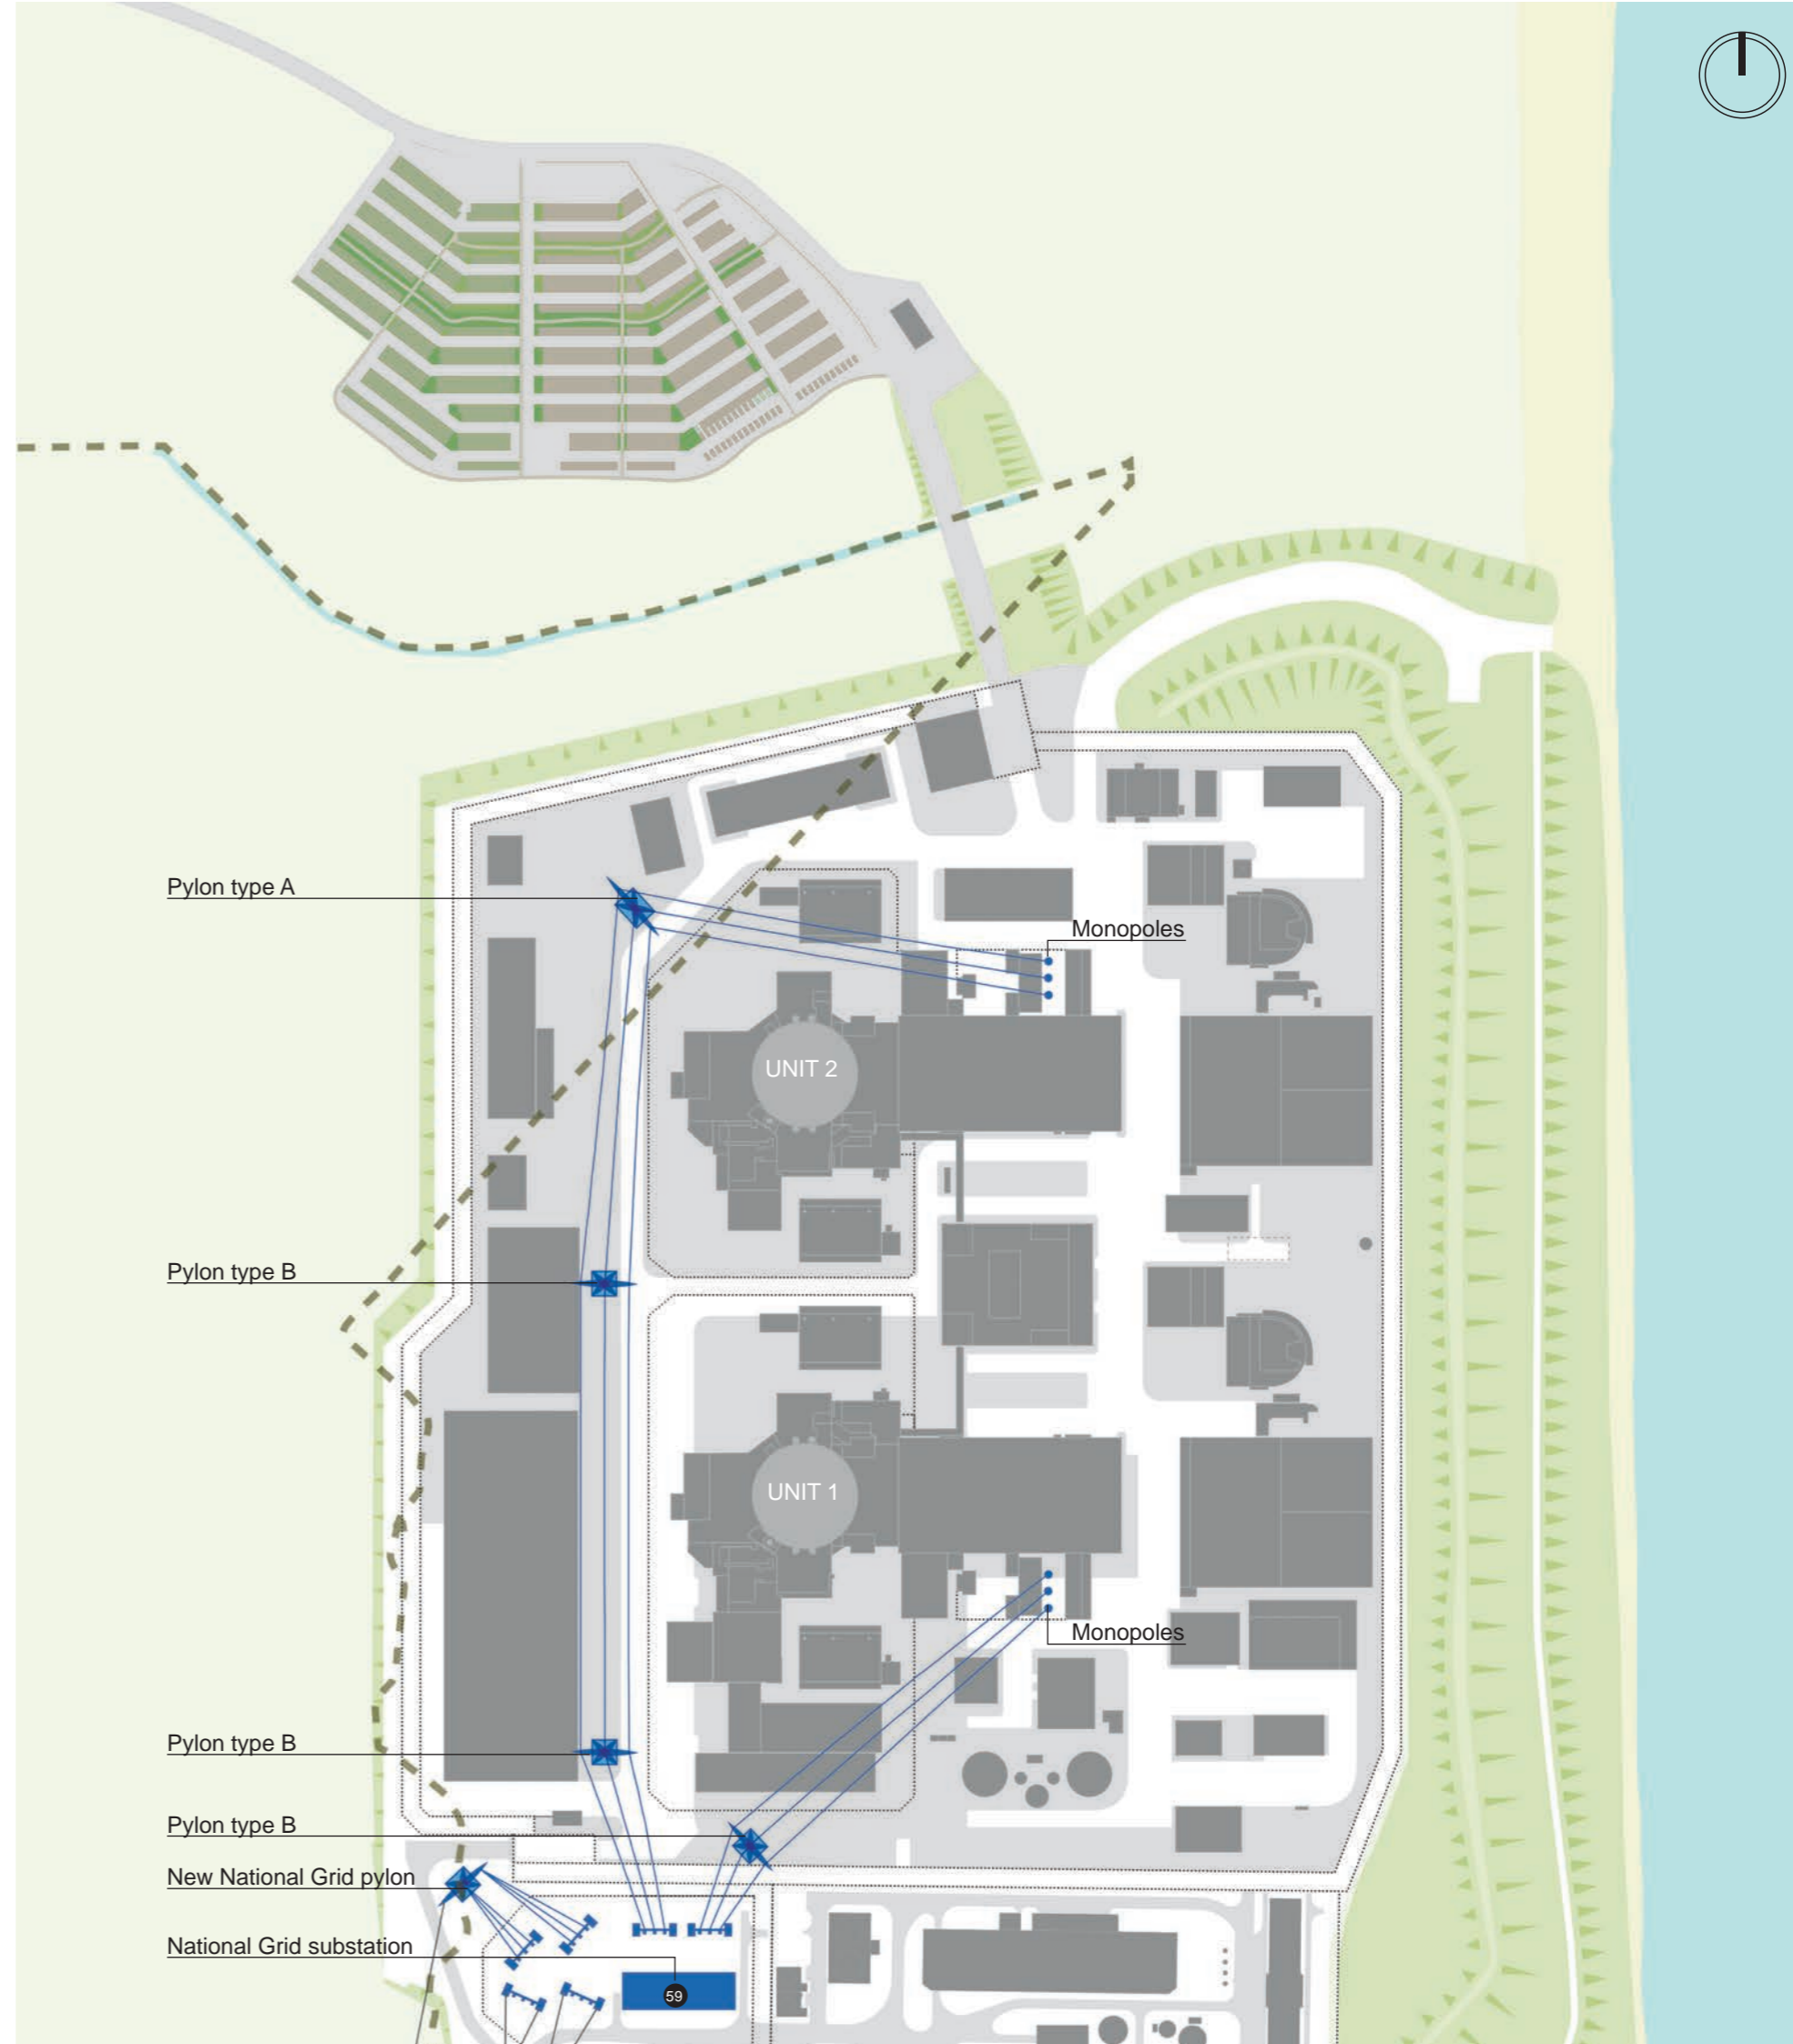 Pylon type A
Monopoles
UNIT 2
Pylon type B
UNIT 1
Monopoles
Pylon type B
Pylon type B
New National Grid pylon
National Grid substation
59